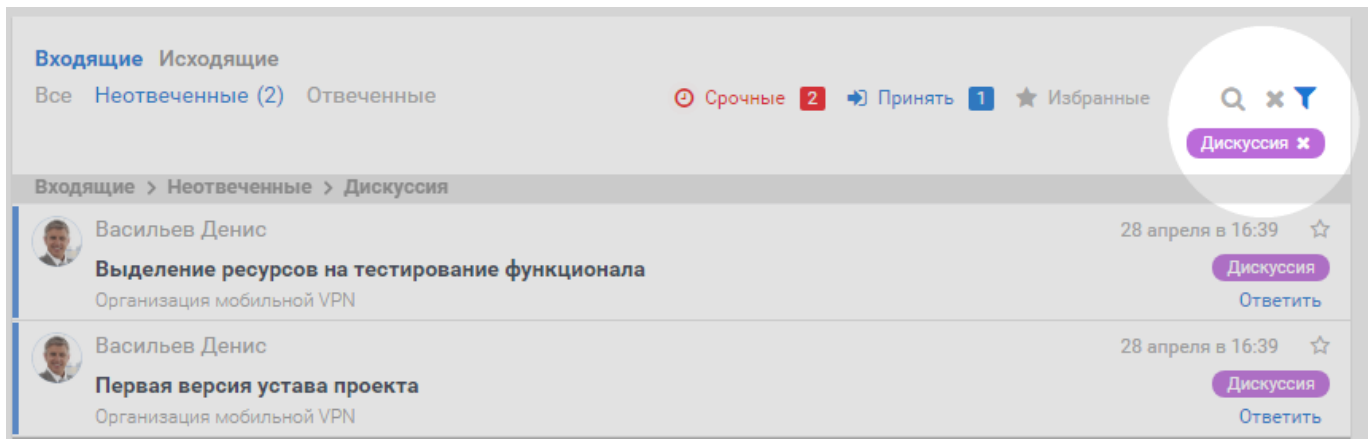 Входящие Исходящие
Все Неотвеченные (2) Отвеченные Срочные 2 Принять 1 Избранные
Дискуссия
Входящие > Неотвеченные > Дискуссия
Васильев Денис 28 апреля в 16:39
Выделение ресурсов на тестирование функционала Дискуссия
Организация мобильной VPN Ответить
Васильев Денис 28 апреля в 16:39
Первая версия устава проекта Дискуссия
Организация мобильной VPN Ответить